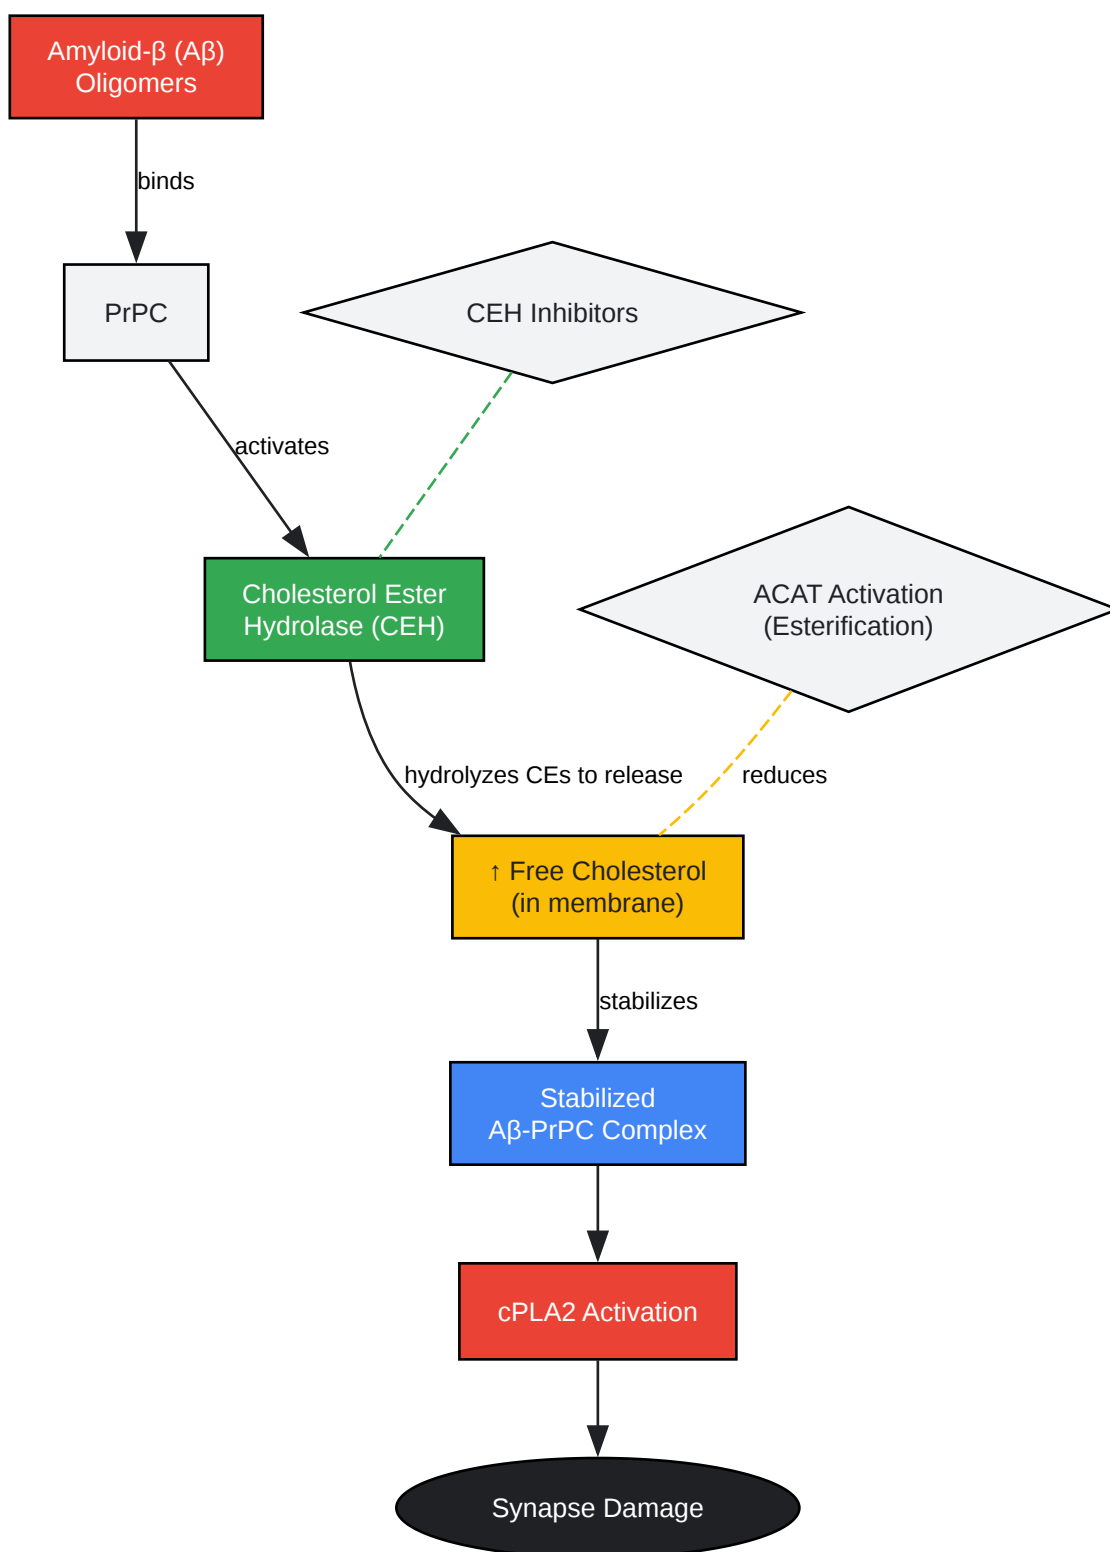 Amyloid-β (Aβ)
Oligomers
binds
PrPC
CEH Inhibitors
activates
Cholesterol Ester
Hydrolase (CEH)
ACAT Activation
(Esterification)
hydrolyzes CEs to release
reduces
↑ Free Cholesterol
(in membrane)
stabilizes
Stabilized
Aβ-PrPC Complex
cPLA2 Activation
Synapse Damage